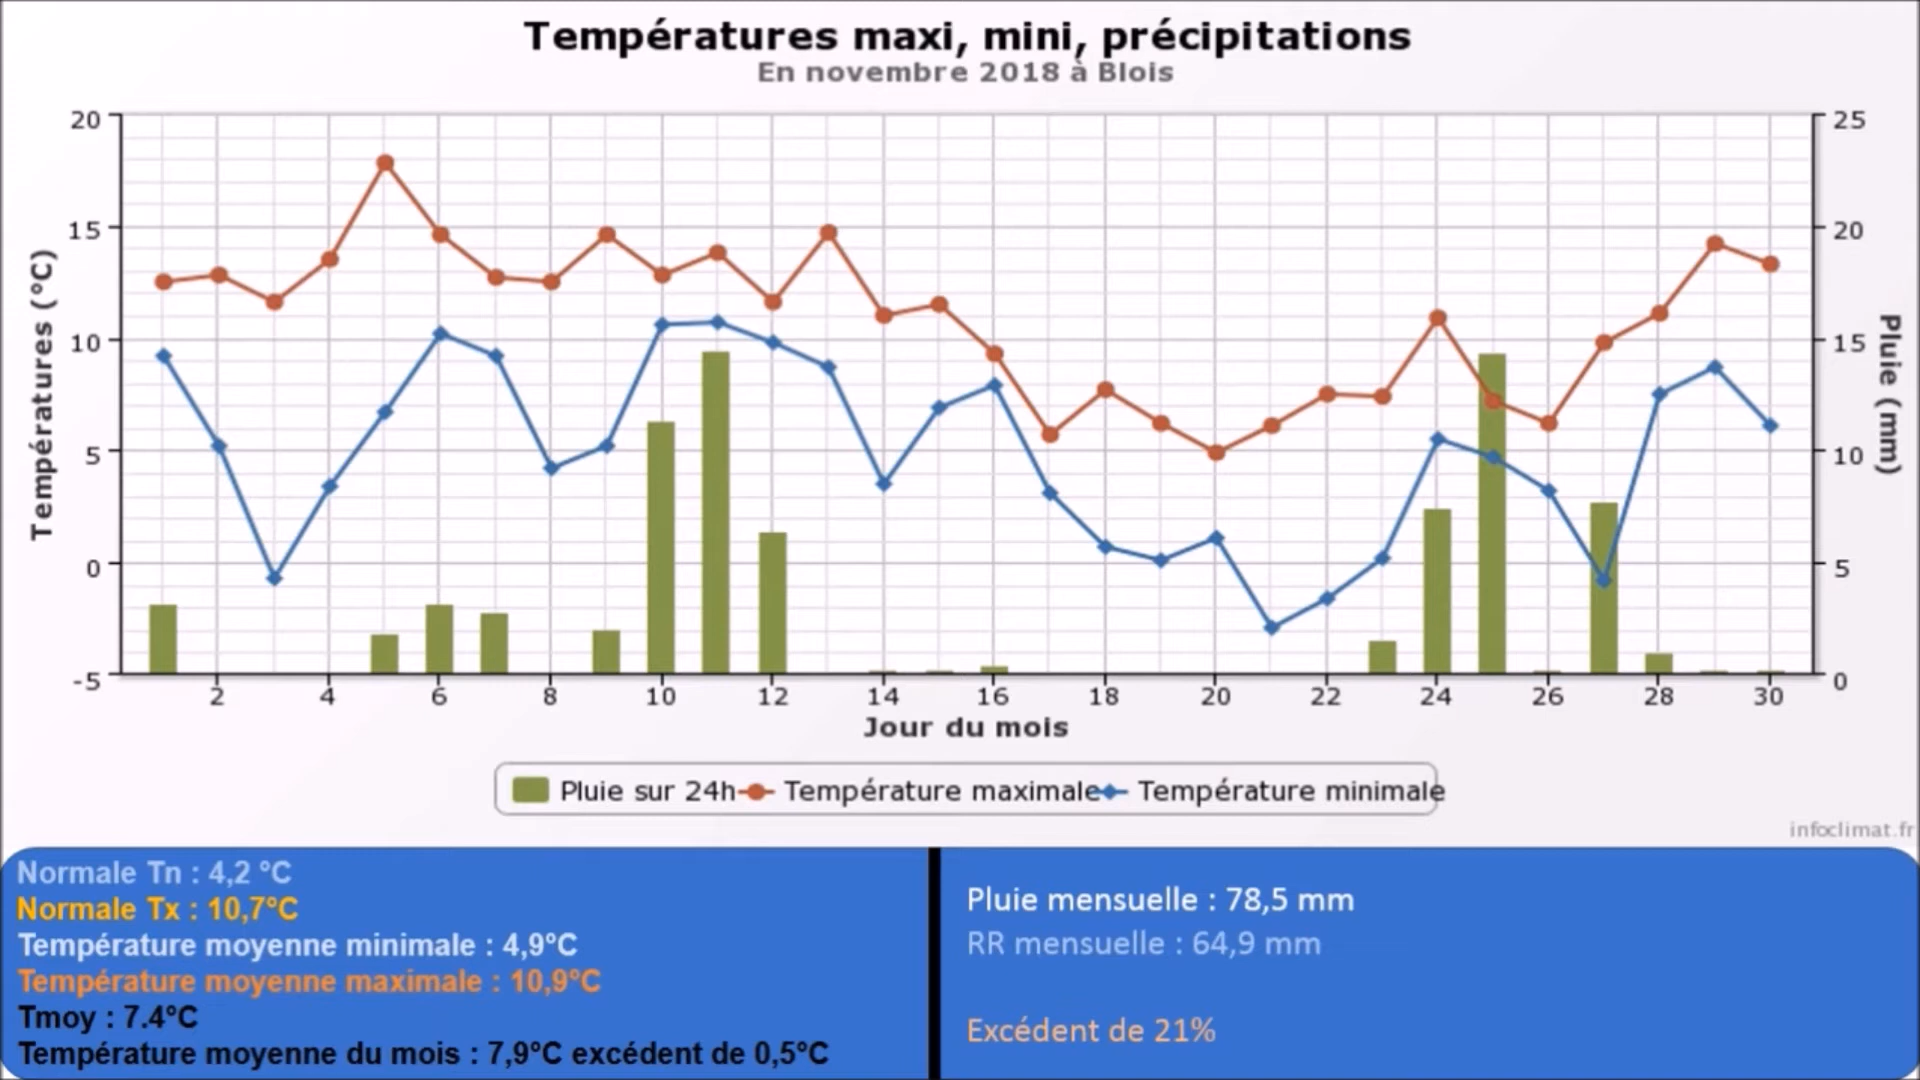 Températures maxi, mini, précipitations
En novembre 2018 à Blois
20
15
10
5
0
-5
Températures (°C)
25
20
15
10
5
0
Pluie (mm)
2 4 6 8 10 12 14 16 18 20 22 24 26 28 30
Jour du mois
Pluie sur 24h Température maximale Température minimale
infoclimat.fr
Normale Tn : 4,2 °C
Normale Tx : 10,7°C
Température moyenne minimale : 4,9°C
Température moyenne maximale : 10,9°C
Tmoy : 7.4°C
Température moyenne du mois : 7,9°C excédent de 0,5°C
Pluie mensuelle : 78,5 mm
RR mensuelle : 64,9 mm
Excédent de 21%